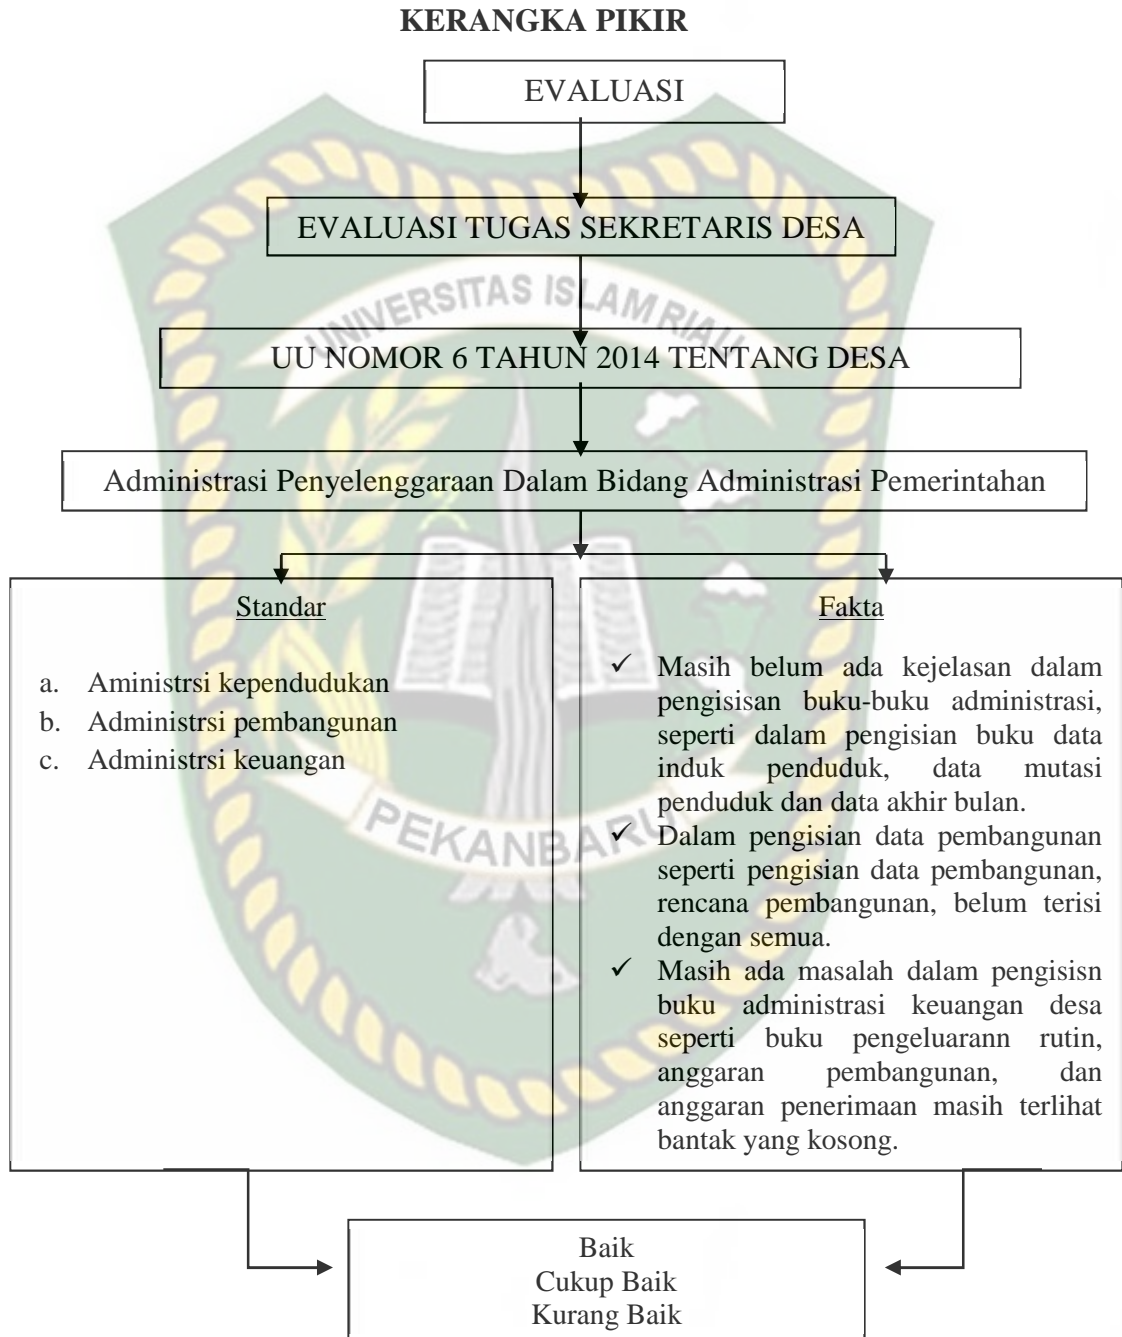 KERANGKA PIKIR
EVALUASI
EVALUASI TUGAS SEKRETARIS DESA
UNIVERSITAS ISLAM RIAU
UU NOMOR 6 TAHUN 2014 TENTANG DESA
Administrasi Penyelenggaraan Dalam Bidang Administrasi Pemerintahan
Standar
a. Aministrsi kependudukan
b. Administrsi pembangunan
c. Administrsi keuangan
Fakta
✓ Masih belum ada kejelasan dalam
pengisisan buku-buku administrasi,
seperti dalam pengisian buku data
induk penduduk, data mutasi
penduduk dan data akhir bulan.
✓ Dalam pengisian data pembangunan
seperti pengisian data pembangunan,
rencana pembangunan, belum terisi
dengan semua.
✓ Masih ada masalah dalam pengisisn
buku administrasi keuangan desa
seperti buku pengeluarann rutin,
anggaran pembangunan, dan
anggaran penerimaan masih terlihat
bantak yang kosong.
PEKANBARU
Baik
Cukup Baik
Kurang Baik